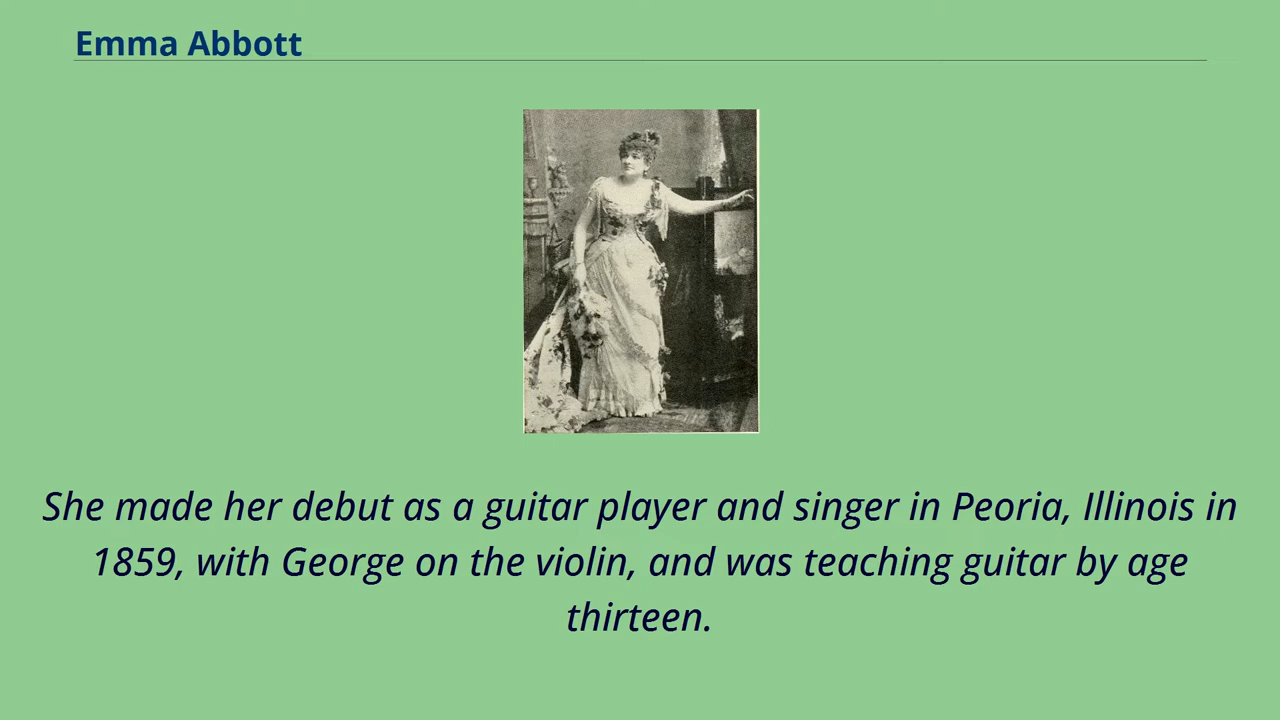 Emma Abbott
She made her debut as a guitar player and singer in Peoria, Illinois in
1859, with George on the violin, and was teaching guitar by age
thirteen.